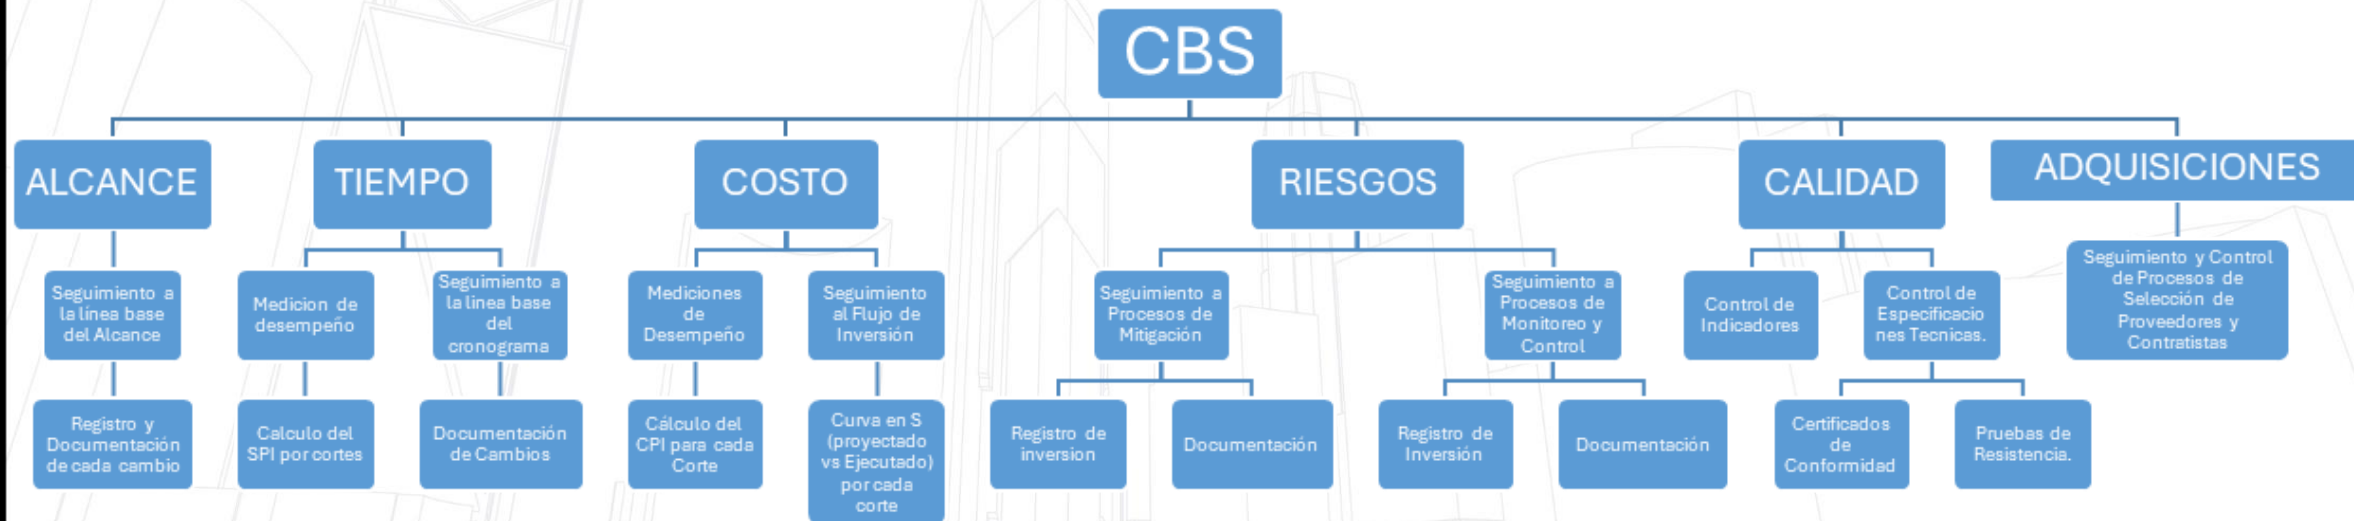 CBS
ALCANCE
TIEMPO
COSTO
RIESGOS
CALIDAD
ADQUISICIONES
Seguimiento a
la línea base
del Alcance
Medicion de
desempeño
Seguimiento a
la linea base
del
cronograma
Mediciones
de
Desempeño
Seguimiento
al Flujo de
Inversión
Seguimiento a
Procesos de
Mitigación
Seguimiento a
Procesos de
Monitoreo y
Control
Control de
Indicadores
Control de
Especificacio
nes Tecnicas.
Seguimiento y Control
de Procesos de
Selección de
Proveedores y
Contratistas
Registro y
Documentación
de cada cambio
Calculo del
SPI por cortes
Documentación
de Cambios
Cálculo del
CPI para cada
Corte
Curva en S
(proyectado
vs Ejecutado)
por cada
corte
Registro de
inversion
Documentación
Registro de
Inversión
Documentación
Certificados
de
Conformidad
Pruebas de
Resistencia.